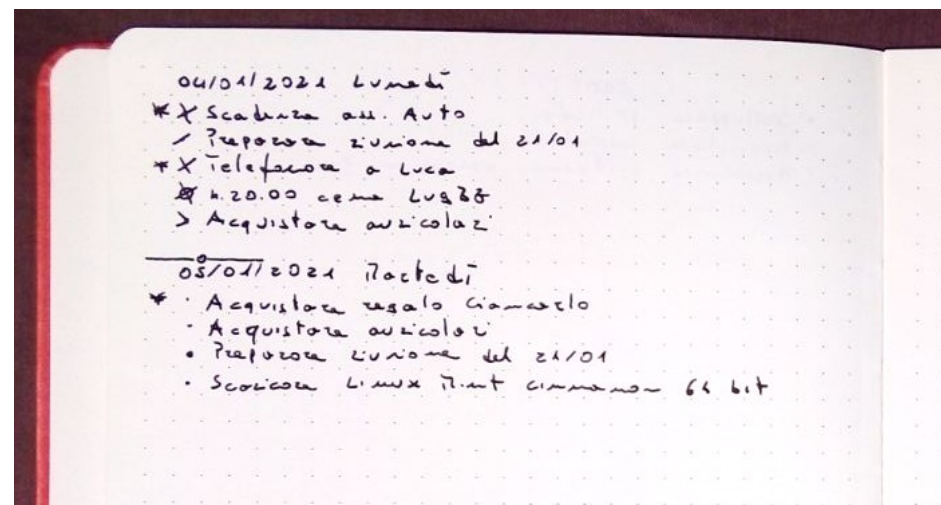 04/01/2021 Lunedì
* X Scadenza ass. Auto
/ Preparare riunione del 21/01
* X Telefonare a Luca
h.20.00 cena
> Acquistare auricolari
05/01/2021 Martedì
* · Acquistare regalo Giancarlo
· Acquistare auricolari
• Preparare riunione del 21/01
· Scaricare Linux Mint cinnamon 64 bit